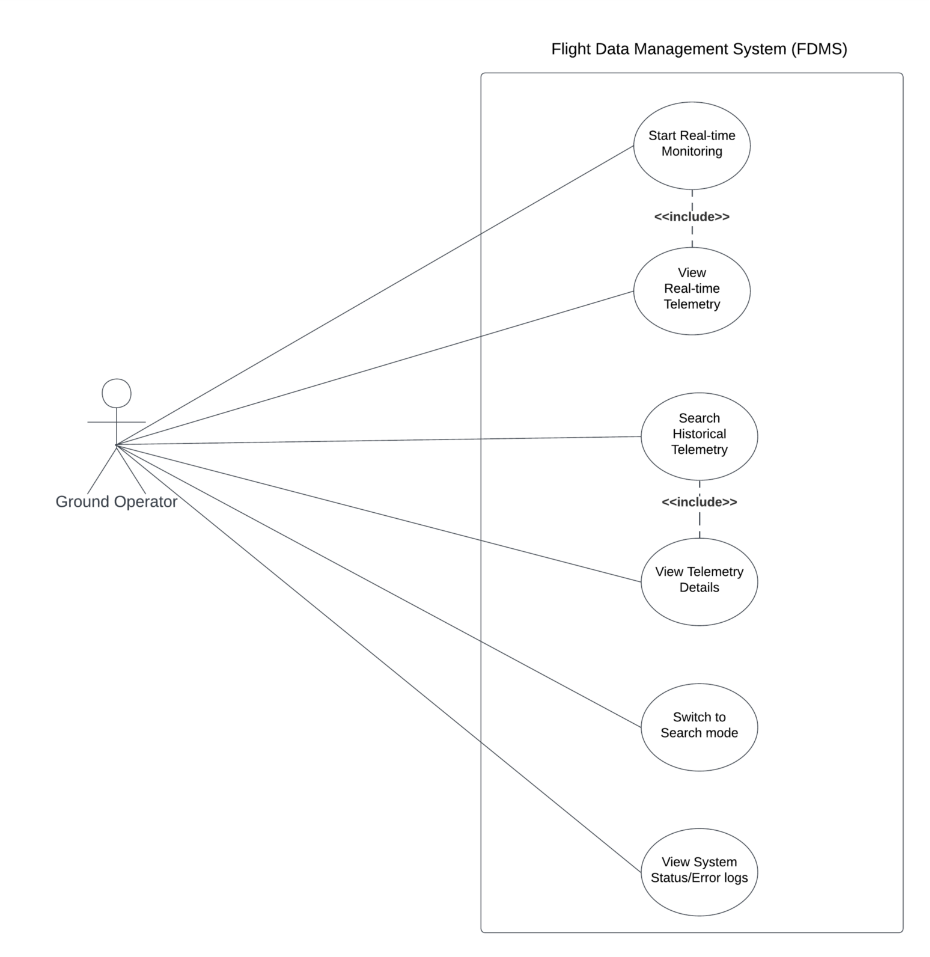 Flight Data Management System (FDMS)
Start Real-time
Monitoring
<<include>>
View
Real-time
Telemetry
Search
Historical
Telemetry
Ground Operator
<<include>>
View Telemetry
Details
Switch to
Search mode
View System
Status/Error logs